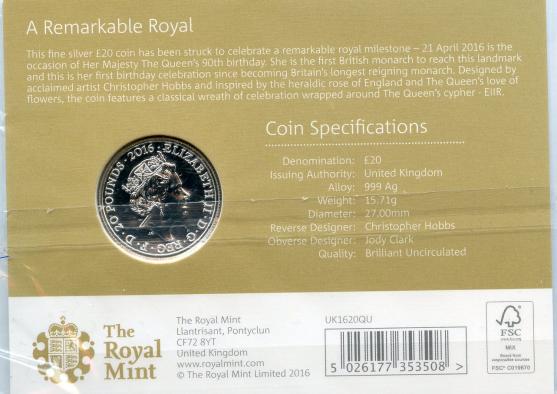 A Remarkable Royal
This fine silver £20 coin has been struck to celebrate a remarkable royal milestone – 21 April 2016 is the
occasion of Her Majesty The Queen's 90th birthday. She is the first British monarch to reach this landmark
and this is her first birthday celebration since becoming Britain's longest reigning monarch. Designed by
acclaimed artist Christopher Hobbs and inspired by the heraldic rose of England and The Queen's love of
flowers, the coin features a classical wreath of celebration wrapped around The Queen's cypher - EIIR.
Coin Specifications
Denomination: £20
Issuing Authority: United Kingdom
Alloy: 999 Ag
Weight: 15.71g
Diameter: 27.00mm
Reverse Designer: Christopher Hobbs
Obverse Designer: Jody Clark
Quality: Brilliant Uncirculated
ELIZABETH II · D · G · REG · F · D · 20 POUNDS · 2016 ·
The
Royal
Mint
The Royal Mint
Llantrisant, Pontyclun
CF72 8YT
United Kingdom
www.royalmint.com
© The Royal Mint Limited 2016
UK1620QU
5 026177 353508 >
FSC
www.fsc.org
MIX
Board from
responsible sources
FSC® C019870